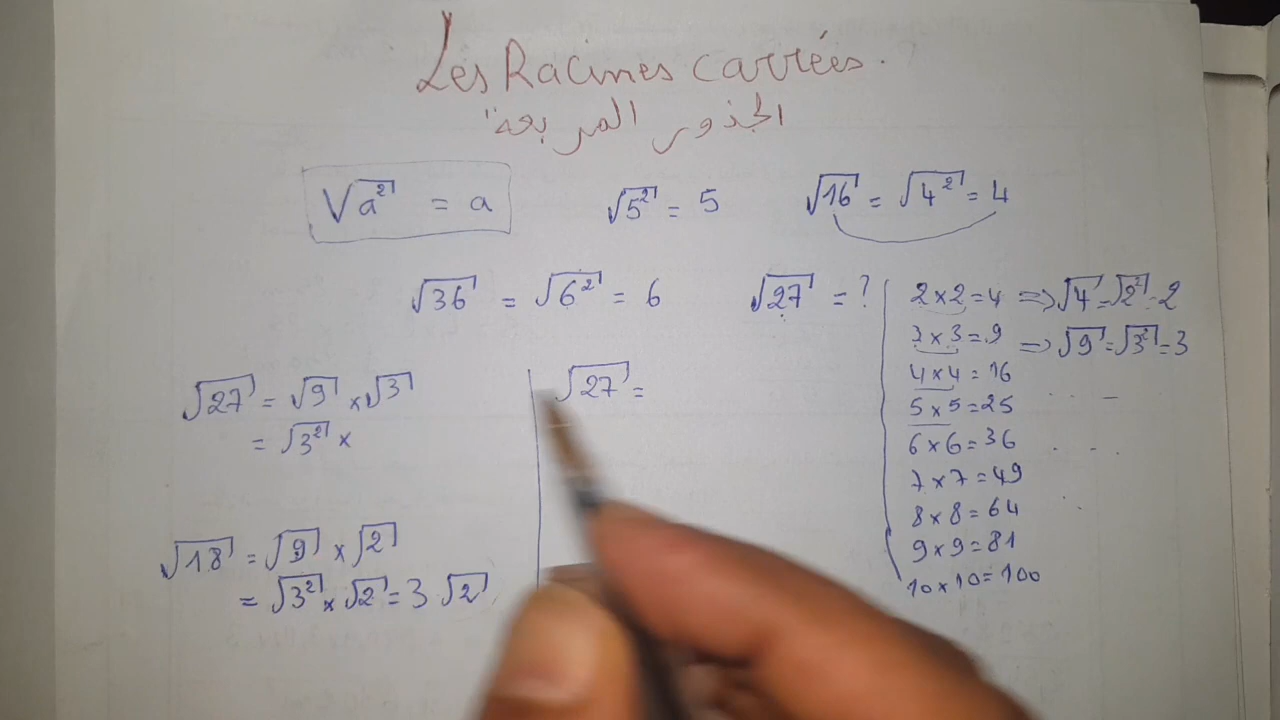 Les Racines carrées.
الجذور المربعة
√a² = a
√5² = 5
√16 = √4² = 4
√36 = √6² = 6
√27 = ?
2 × 2 = 4 ⇒ √4 = √2² = 2
3 × 3 = 9 ⇒ √9 = √3² = 3
4 × 4 = 16
5 × 5 = 25
6 × 6 = 36
7 × 7 = 49
8 × 8 = 64
9 × 9 = 81
10 × 10 = 100
√27 = √9 × √3
= √3² ×
√18 = √9 × √2
= √3² × √2 = 3 √2
√27 =